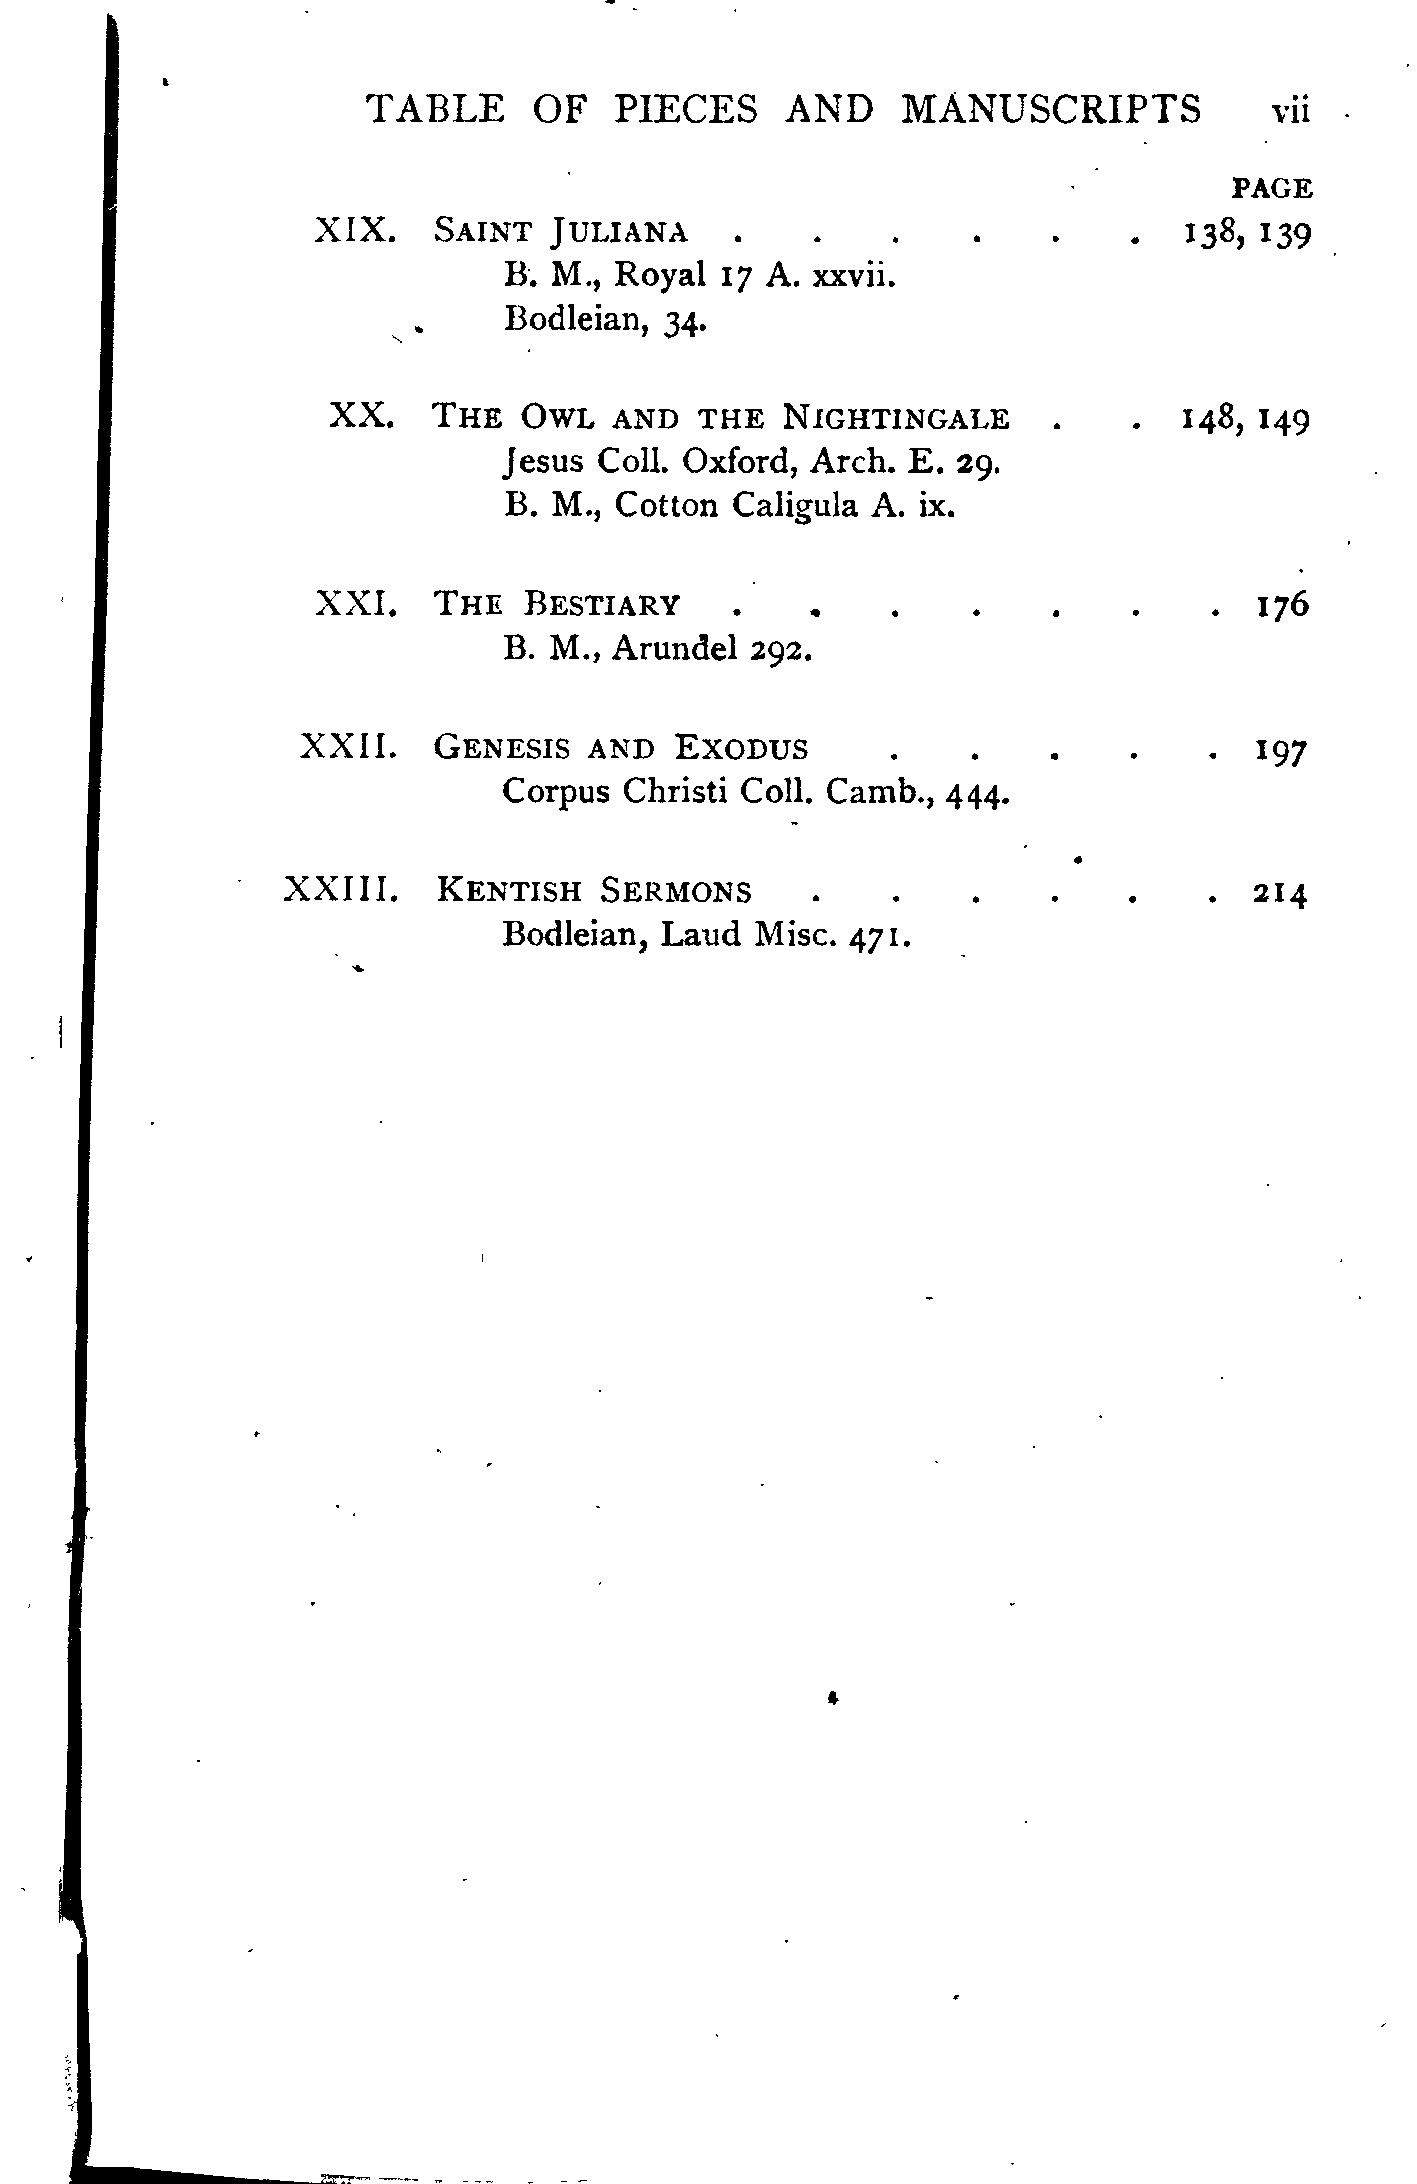 TABLE OF PIECES AND MANUSCRIPTS vii
PAGE
XIX. SAINT JULIANA . . . . . . 138, 139
B. M., Royal 17 A. xxvii.
Bodleian, 34.
XX. THE OWL AND THE NIGHTINGALE . . 148, 149
Jesus Coll. Oxford, Arch. E. 29.
B. M., Cotton Caligula A. ix.
XXI. THE BESTIARY . . . . . . . 176
B. M., Arundel 292.
XXII. GENESIS AND EXODUS . . . . . 197
Corpus Christi Coll. Camb., 444.
XXIII. KENTISH SERMONS . . . . . . 214
Bodleian, Laud Misc. 471.